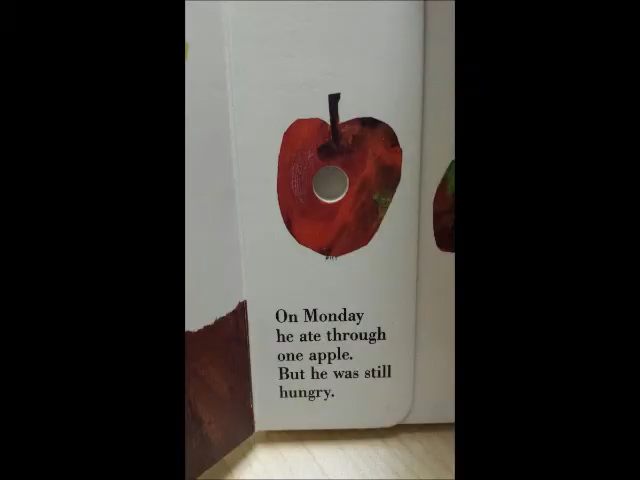 On Monday
he ate through
one apple.
But he was still
hungry.